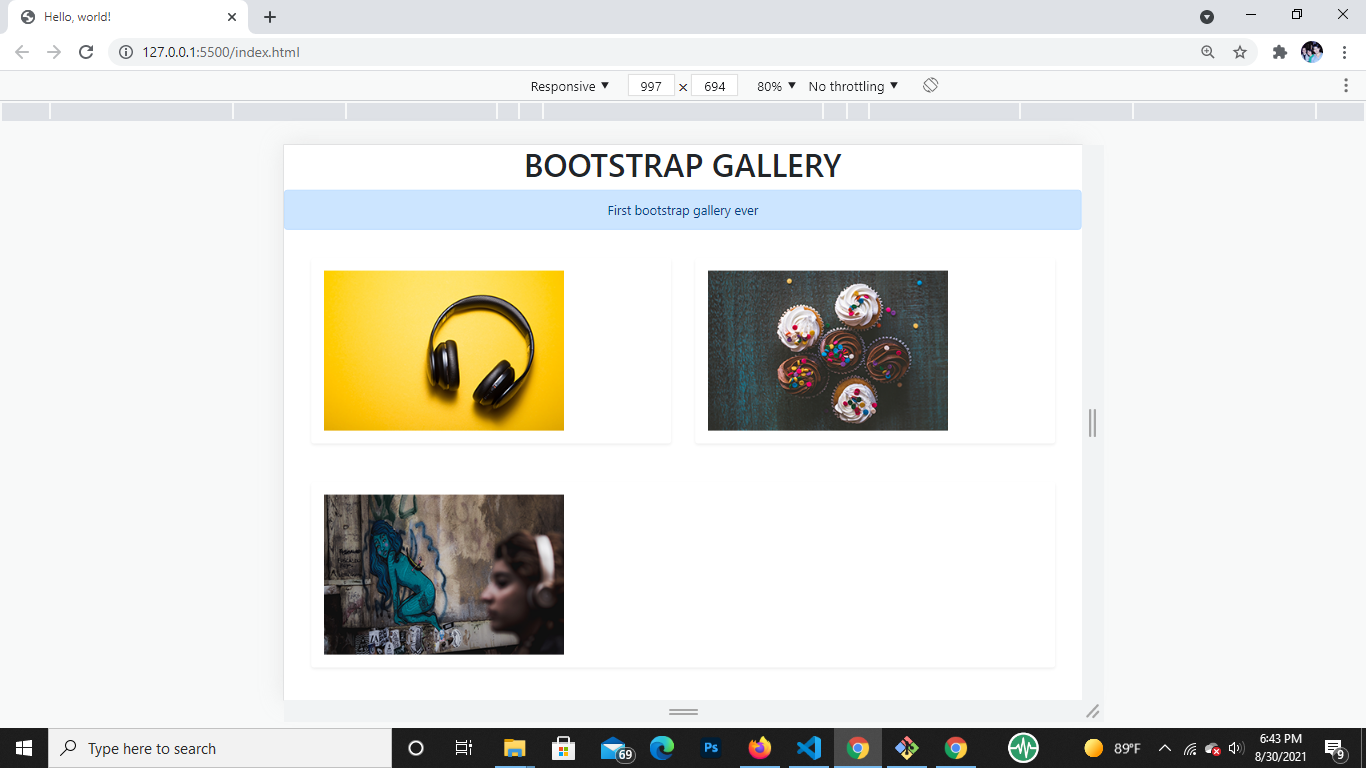 Hello, world!
127.0.0.1:5500/index.html
Responsive 997 × 694 80% No throttling
BOOTSTRAP GALLERY
First bootstrap gallery ever
Type here to search
69
Ps
89°F
6:43 PM
8/30/2021
9